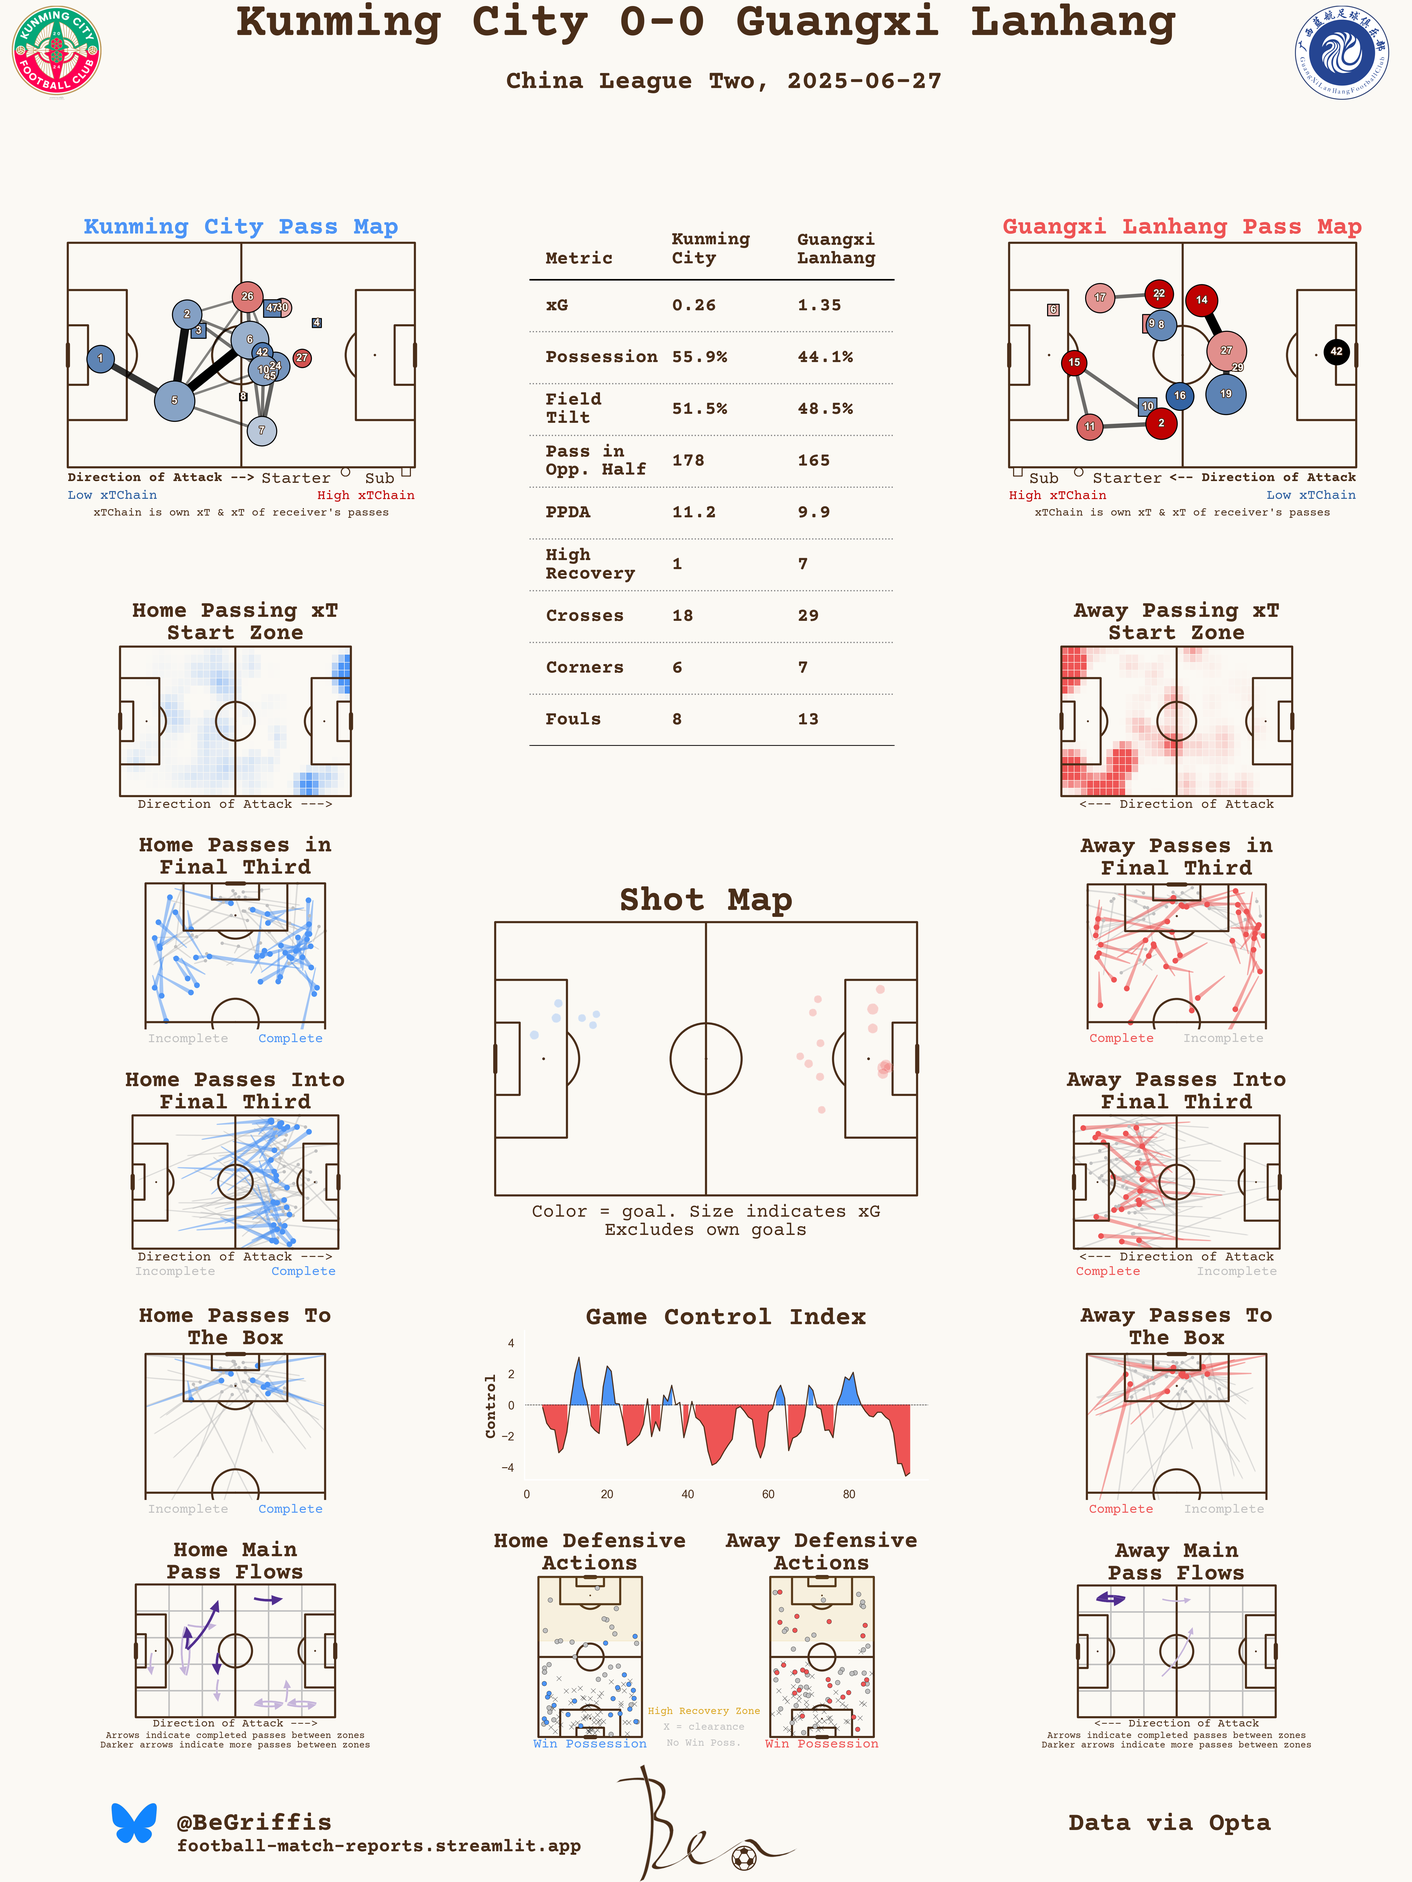 Kunming City 0-0 Guangxi Lanhang
China League Two, 2025-06-27
KUNMING CITY
FOOTBALL CLUB
广西蓝航足球俱乐部
GuangXiLanHangFootballClub
Kunming City Pass Map
1
2
3
5
26
47
30
4
6
42
24
10
45
27
8
7
Direction of Attack --> Starter Sub
Low xTChain High xTChain
xTChain is own xT & xT of receiver's passes
Metric Kunming City Guangxi Lanhang
xG 0.26 1.35
Possession 55.9% 44.1%
Field Tilt 51.5% 48.5%
Pass in Opp. Half 178 165
PPDA 11.2 9.9
High Recovery 1 7
Crosses 18 29
Corners 6 7
Fouls 8 13
Guangxi Lanhang Pass Map
6
17
22
14
9
8
15
27
42
29
10
16
19
11
2
Sub Starter <-- Direction of Attack
High xTChain Low xTChain
xTChain is own xT & xT of receiver's passes
Home Passing xT
Start Zone
Direction of Attack --->
Away Passing xT
Start Zone
<--- Direction of Attack
Home Passes in
Final Third
Incomplete Complete
Shot Map
Color = goal. Size indicates xG
Excludes own goals
Away Passes in
Final Third
Complete Incomplete
Home Passes Into
Final Third
Direction of Attack --->
Incomplete Complete
Away Passes Into
Final Third
<--- Direction of Attack
Complete Incomplete
Home Passes To
The Box
Incomplete Complete
Game Control Index
Control
4
2
0
−2
−4
0 20 40 60 80
Away Passes To
The Box
Complete Incomplete
Home Main
Pass Flows
Direction of Attack --->
Arrows indicate completed passes between zones
Darker arrows indicate more passes between zones
Home Defensive
Actions
Win Possession
High Recovery Zone
X = clearance
No Win Poss.
Away Defensive
Actions
Win Possession
Away Main
Pass Flows
<--- Direction of Attack
Arrows indicate completed passes between zones
Darker arrows indicate more passes between zones
@BeGriffis
football-match-reports.streamlit.app
Ben
Data via Opta